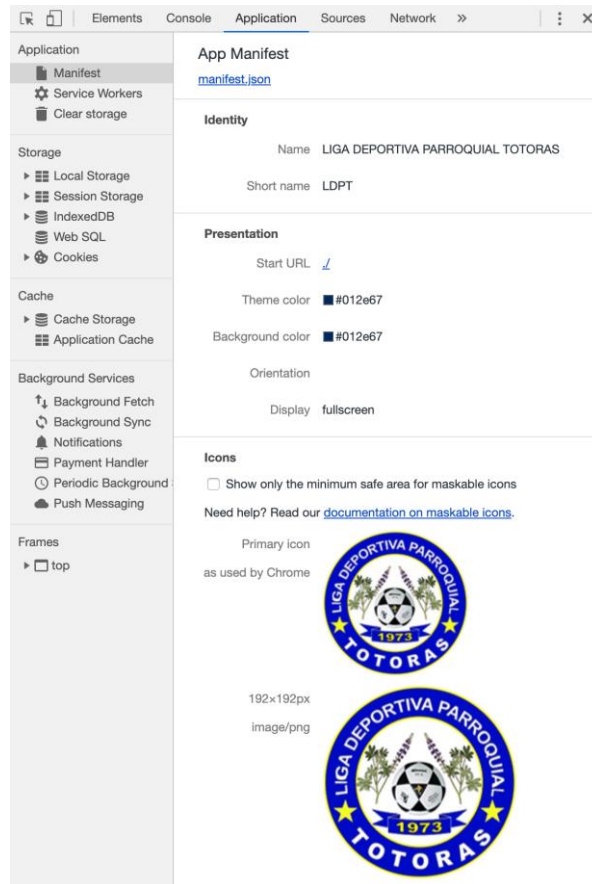 Elements Console Application Sources Network »
Application
Manifest
Service Workers
Clear storage
Storage
Local Storage
Session Storage
IndexedDB
Web SQL
Cookies
Cache
Cache Storage
Application Cache
Background Services
Background Fetch
Background Sync
Notifications
Payment Handler
Periodic Background
Push Messaging
Frames
top
App Manifest
manifest.json
Identity
Name LIGA DEPORTIVA PARROQUIAL TOTORAS
Short name LDPT
Presentation
Start URL ./
Theme color #012e67
Background color #012e67
Orientation
Display fullscreen
Icons
Show only the minimum safe area for maskable icons
Need help? Read our documentation on maskable icons.
Primary icon
as used by Chrome
LIGA DEPORTIVA PARROQUIAL
1973
TOTORAS
192×192px
image/png
LIGA DEPORTIVA PARROQUIAL
1973
TOTORAS